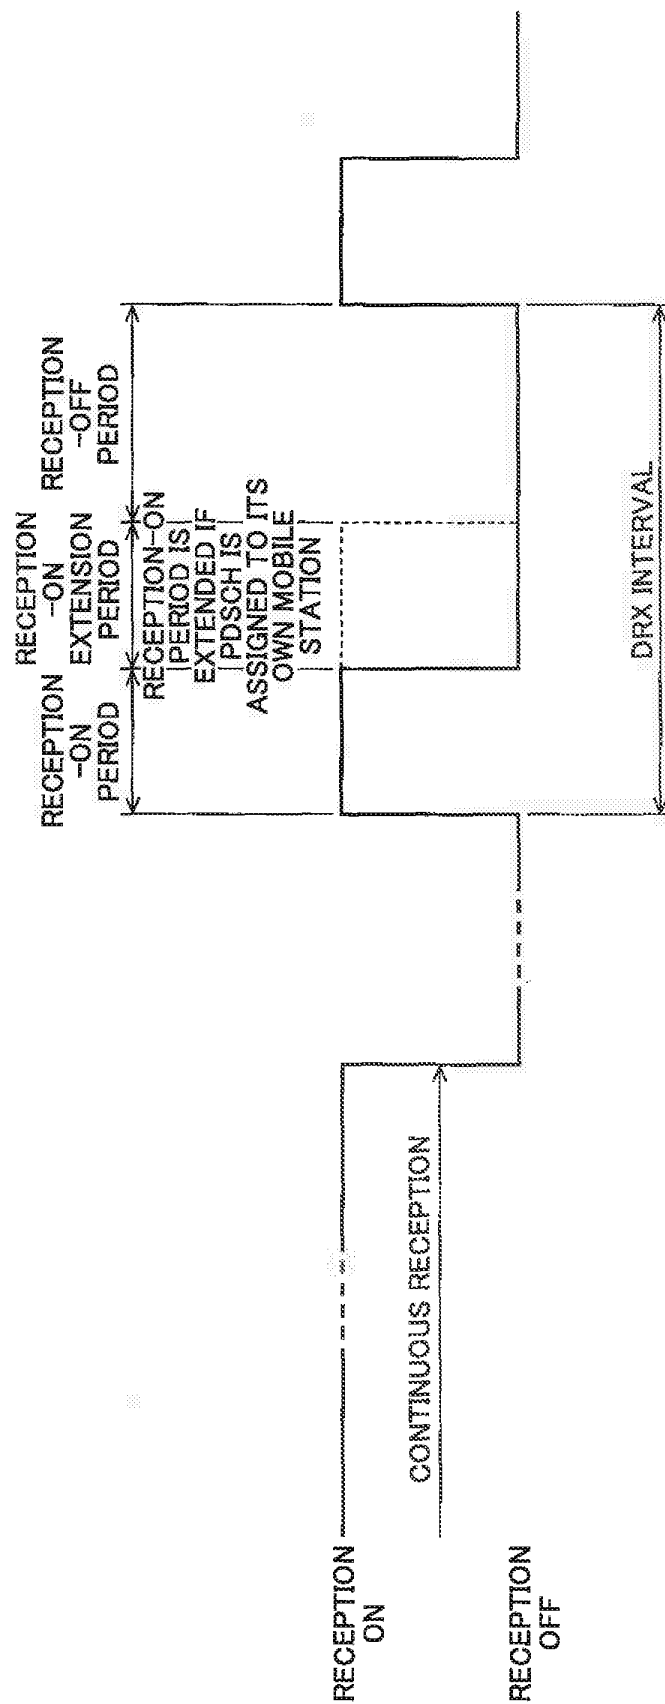 RECEPTION
-ON
PERIOD
RECEPTION
-ON
EXTENSION
PERIOD
RECEPTION
-OFF
PERIOD
RECEPTION-ON
PERIOD IS
EXTENDED IF
PDSCH IS
ASSIGNED TO ITS
OWN MOBILE
STATION
RECEPTION
ON
CONTINUOUS RECEPTION
RECEPTION
OFF
DRX INTERVAL